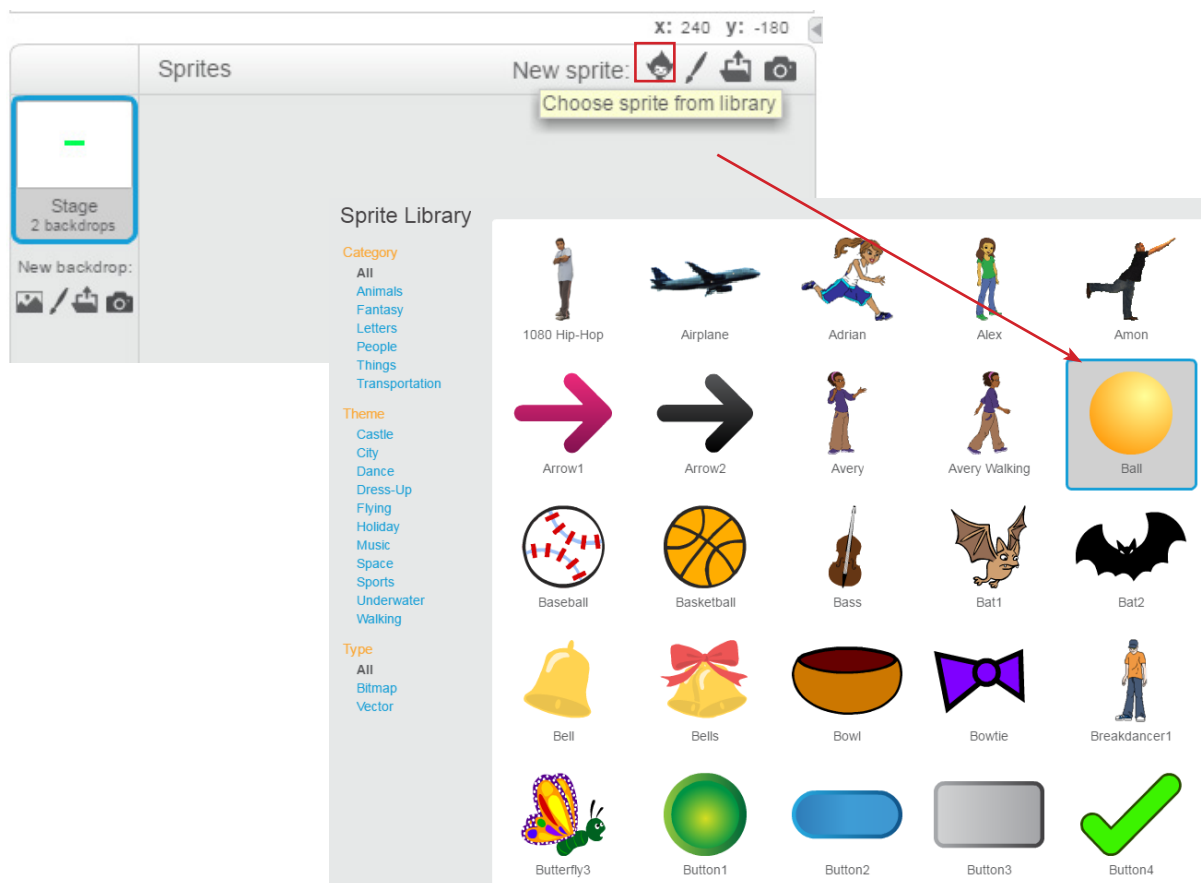 x: 240 y: -180
Sprites
New sprite:
Choose sprite from library
Stage
2 backdrops
New backdrop:
Sprite Library
Category
All
Animals
Fantasy
Letters
People
Things
Transportation
Theme
Castle
City
Dance
Dress-Up
Flying
Holiday
Music
Space
Sports
Underwater
Walking
Type
All
Bitmap
Vector
1080 Hip-Hop Airplane Adrian Alex Amon
Arrow1 Arrow2 Avery Avery Walking Ball
Baseball Basketball Bass Bat1 Bat2
Bell Bells Bowl Bowtie Breakdancer1
Butterfly3 Button1 Button2 Button3 Button4